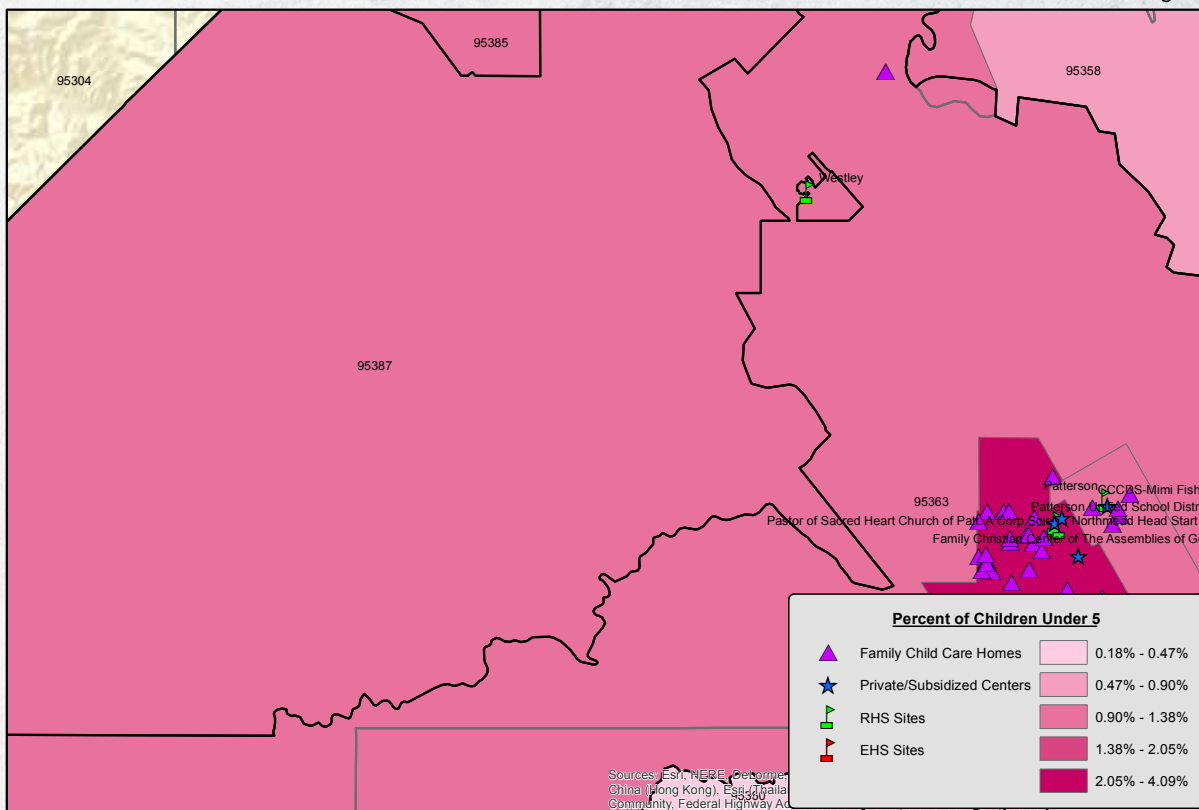 95385
95304
95358
Westley
95387
95363
Patterson
CCCDS-Mimi Fish
Patterson Unified School Distr
Pastor of Sacred Heart Church of Patt. A Corp Sole
Northmead Head Start
Family Christian Center of The Assemblies of Go
Percent of Children Under 5
Family Child Care Homes
0.18% - 0.47%
Private/Subsidized Centers
0.47% - 0.90%
RHS Sites
0.90% - 1.38%
EHS Sites
1.38% - 2.05%
2.05% - 4.09%
Sources: Esri, HERE, DeLorme,
China (Hong Kong), Esri (Thailan
Community, Federal Highway Ad
95360